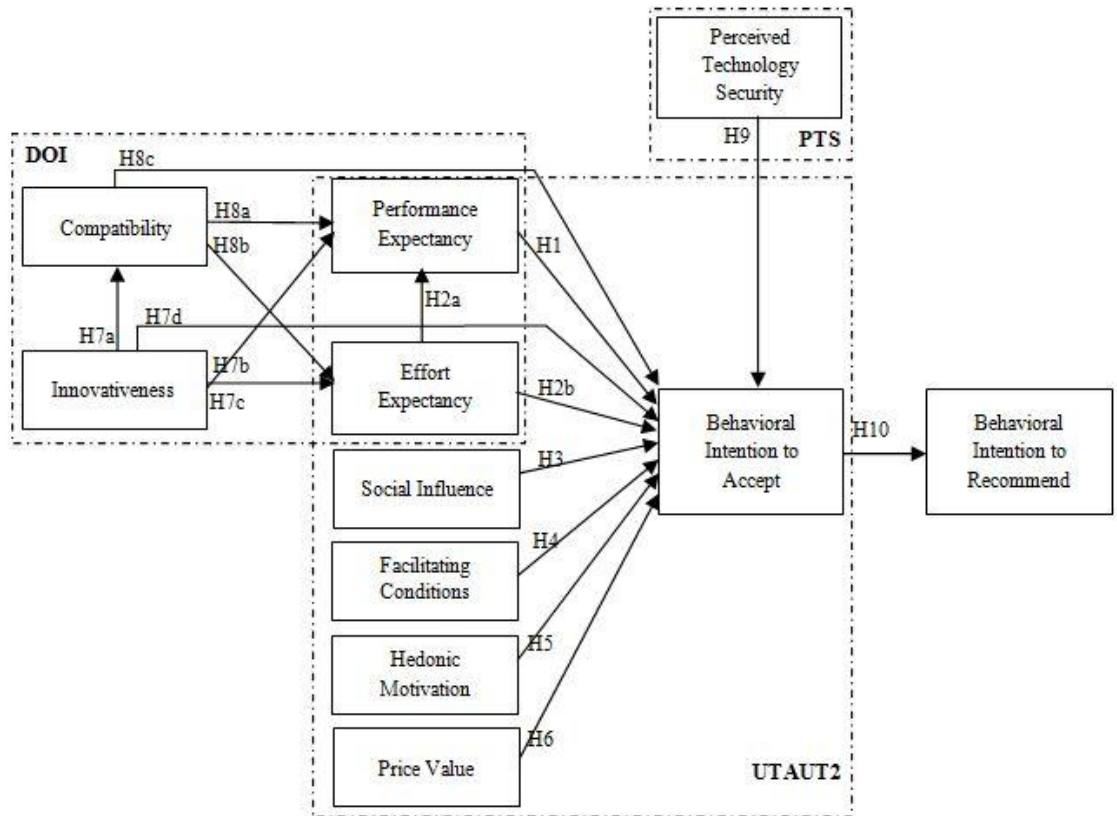 Perceived
Technology
Security
H9
PTS
DOI
H8c
Compatibility
H8a
H8b
Performance
Expectancy
H1
H2a
H7a
H7d
Innovativeness
H7b
H7c
Effort
Expectancy
H2b
Behavioral
Intention to
Accept
H10
Behavioral
Intention to
Recommend
Social Influence
H3
Facilitating
Conditions
H4
Hedonic
Motivation
H5
Price Value
H6
UTAUT2